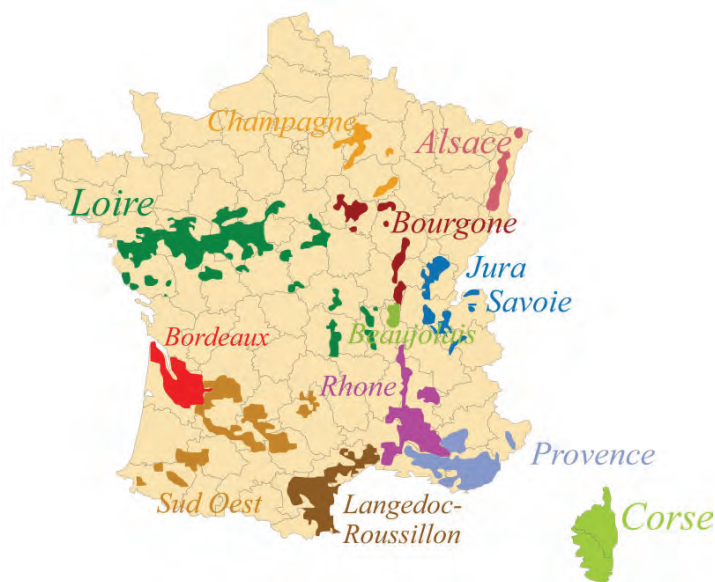 Champagne
Alsace
Loire
Bourgone
Jura
Savoie
Beaujolais
Bordeaux
Rhone
Provence
Sud Oest
Langedoc-
Roussillon
Corse